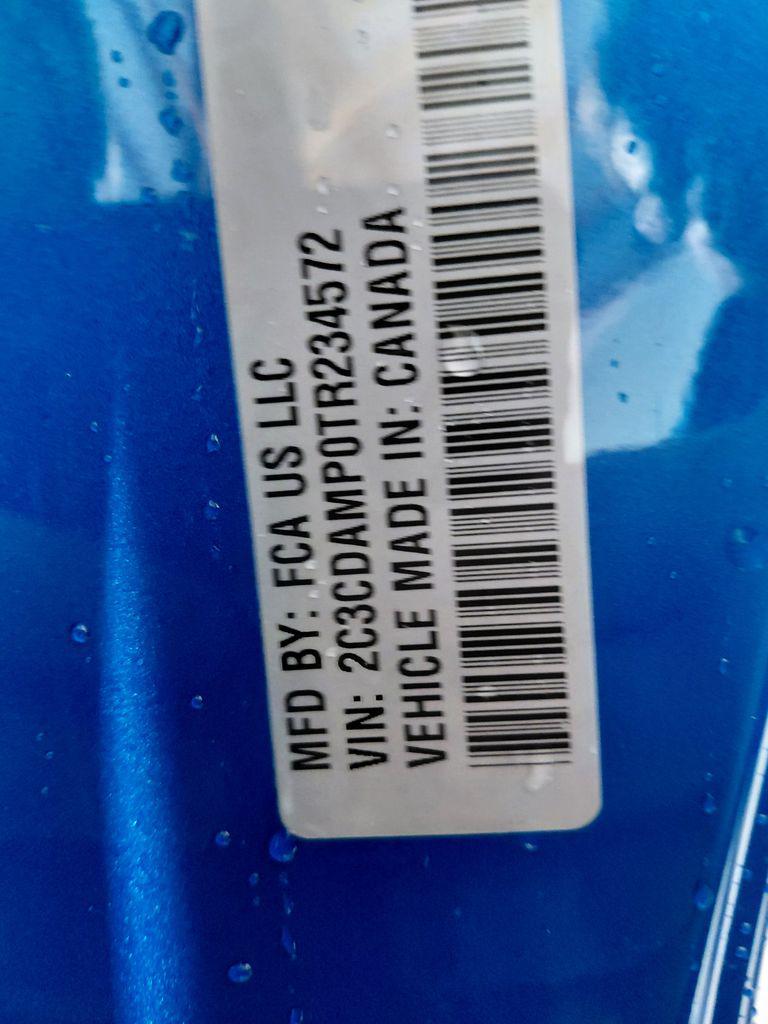 MFD BY: FCA US LLC
VIN: 2C3CDAMP0TR234572
VEHICLE MADE IN: CANADA